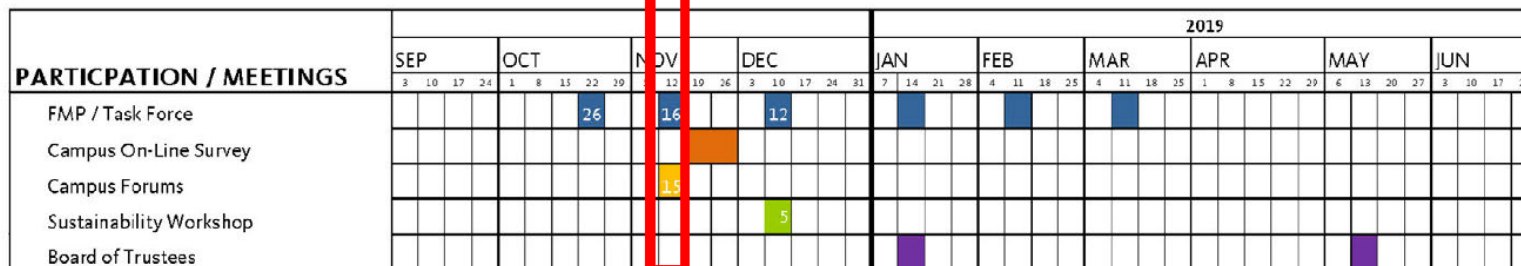 2019
SEP OCT NOV DEC JAN FEB MAR APR MAY JUN
PARTICPATION / MEETINGS
3 10 17 24 1 8 15 22 29 12 19 26 3 10 17 24 31 7 14 21 28 4 11 18 25 4 11 18 25 1 8 15 22 29 6 13 20 27 3 10 17
FMP / Task Force 26 16 12
Campus On-Line Survey
Campus Forums 15
Sustainability Workshop 5
Board of Trustees